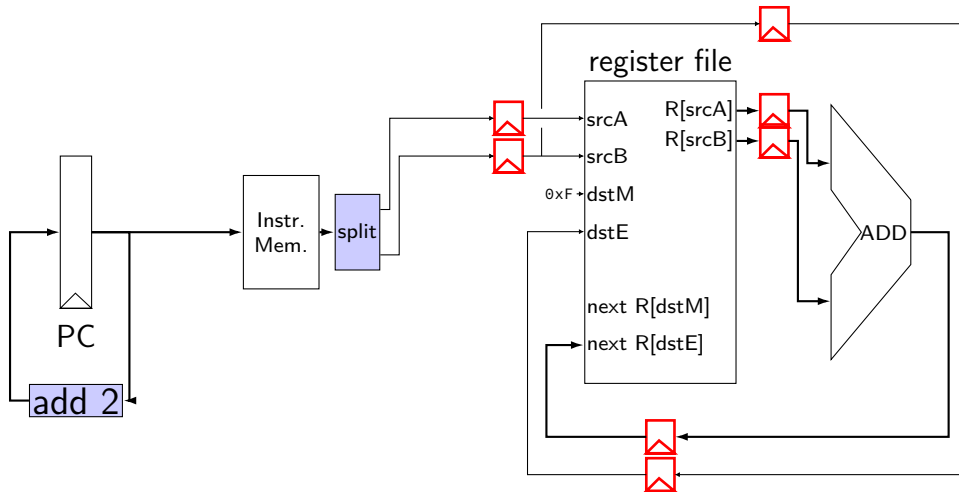 register file
srcA
srcB
0xF
dstM
dstE
next R[dstM]
next R[dstE]
R[srcA]
R[srcB]
ADD
Instr.
Mem.
split
PC
add 2